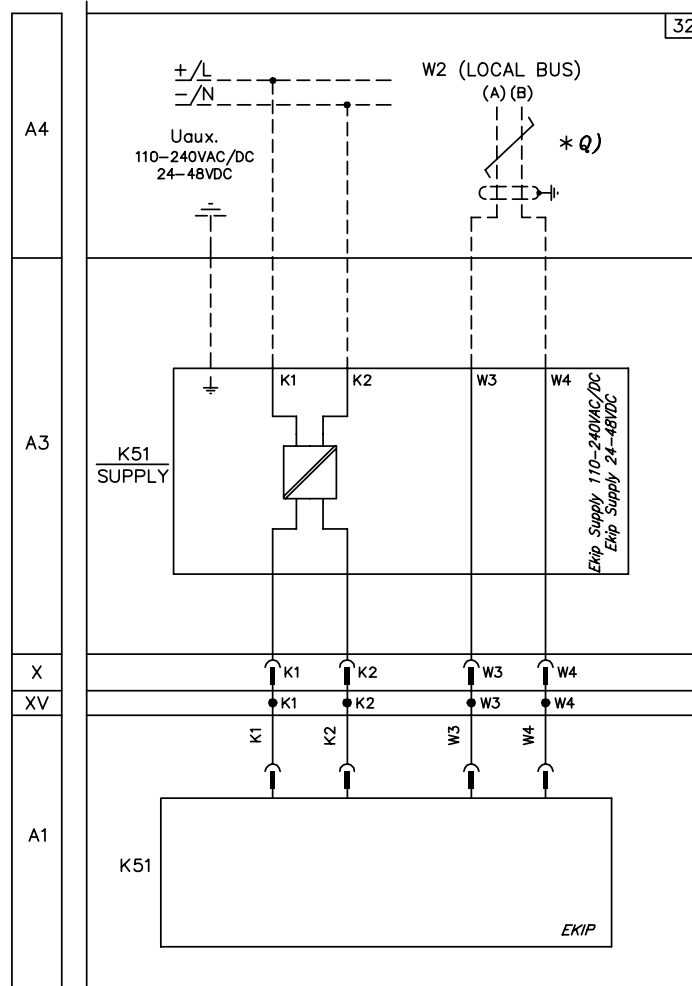 32
A4
+/L
-/N
W2 (LOCAL BUS)
(A) (B)
* Q)
Uaux.
110-240VAC/DC
24-48VDC
A3
K1 K2 W3 W4
K51
SUPPLY
Ekip Supply 110-240VAC/DC
Ekip Supply 24-48VDC
X
K1 K2 W3 W4
XV
K1 K2 W3 W4
K1 K2 W3 W4
A1
K51
EKIP